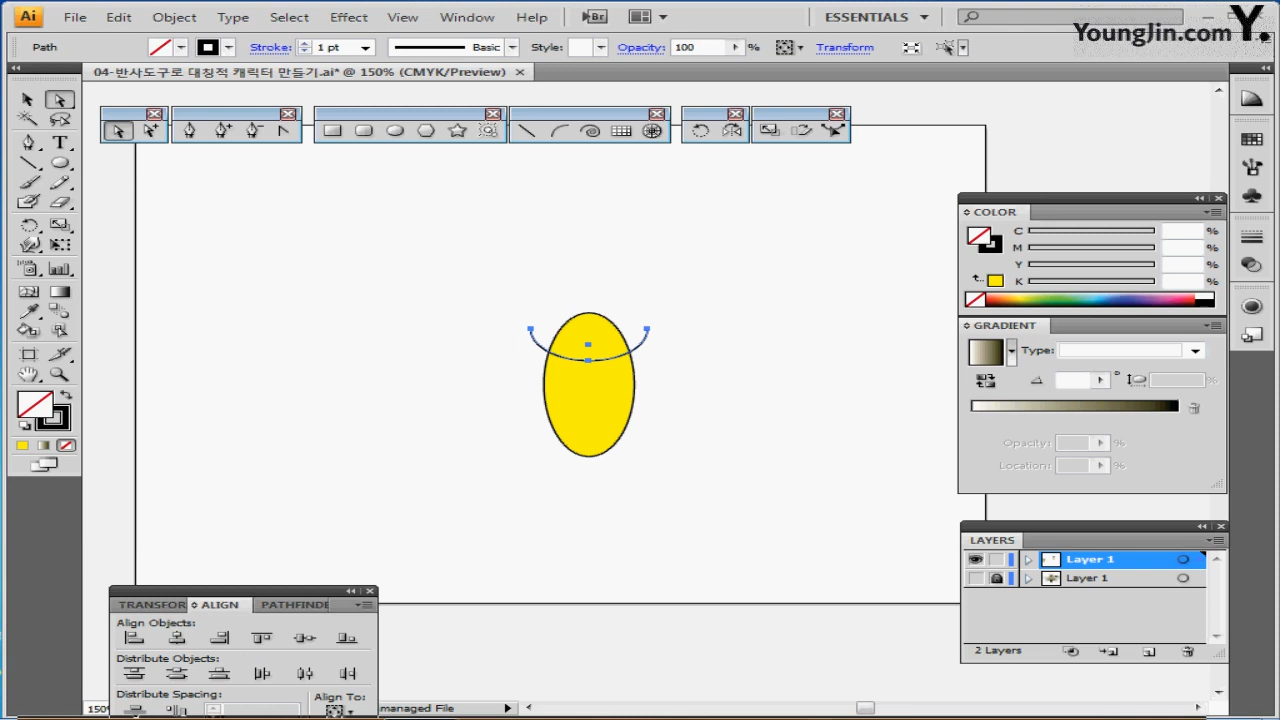 Ai File Edit Object Type Select Effect View Window Help Br ESSENTIALS
YoungJin.com Y.
Path Stroke: 1 pt Basic Style: Opacity: 100 % Transform
04-반사도구로 대칭적 캐릭터 만들기.ai* @ 150% (CMYK/Preview)
COLOR
C %
M %
Y %
K %
GRADIENT
Type:
° %
Opacity: %
Location: %
LAYERS
Layer 1
Layer 1
2 Layers
TRANSFOR ALIGN PATHFINDE
Align Objects:
Distribute Objects:
Distribute Spacing: Align To:
150% managed File